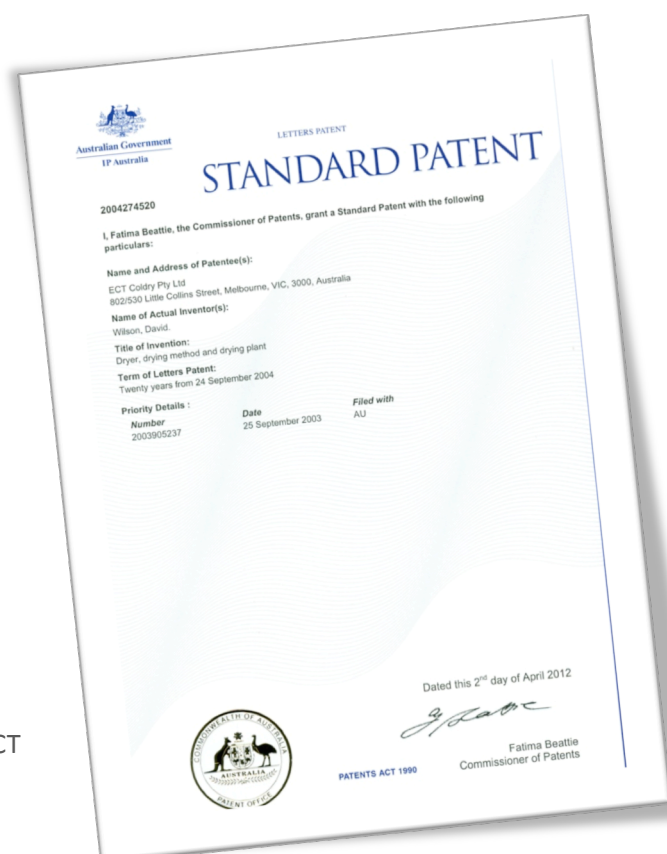 Australian Government
IP Australia
LETTERS PATENT
STANDARD PATENT
2004274520
I, Fatima Beattie, the Commissioner of Patents, grant a Standard Patent with the following
particulars:
Name and Address of Patentee(s):
ECT Coldry Pty Ltd
802/530 Little Collins Street, Melbourne, VIC, 3000, Australia
Name of Actual Inventor(s):
Wilson, David.
Title of Invention:
Dryer, drying method and drying plant
Term of Letters Patent:
Twenty years from 24 September 2004
Priority Details :
Number Date Filed with
2003905237 25 September 2003 AU
Dated this 2nd day of April 2012
Fatima Beattie
Commissioner of Patents
PATENTS ACT 1990
COMMONWEALTH OF AUSTRALIA
AUSTRALIA
PATENT OFFICE
CT